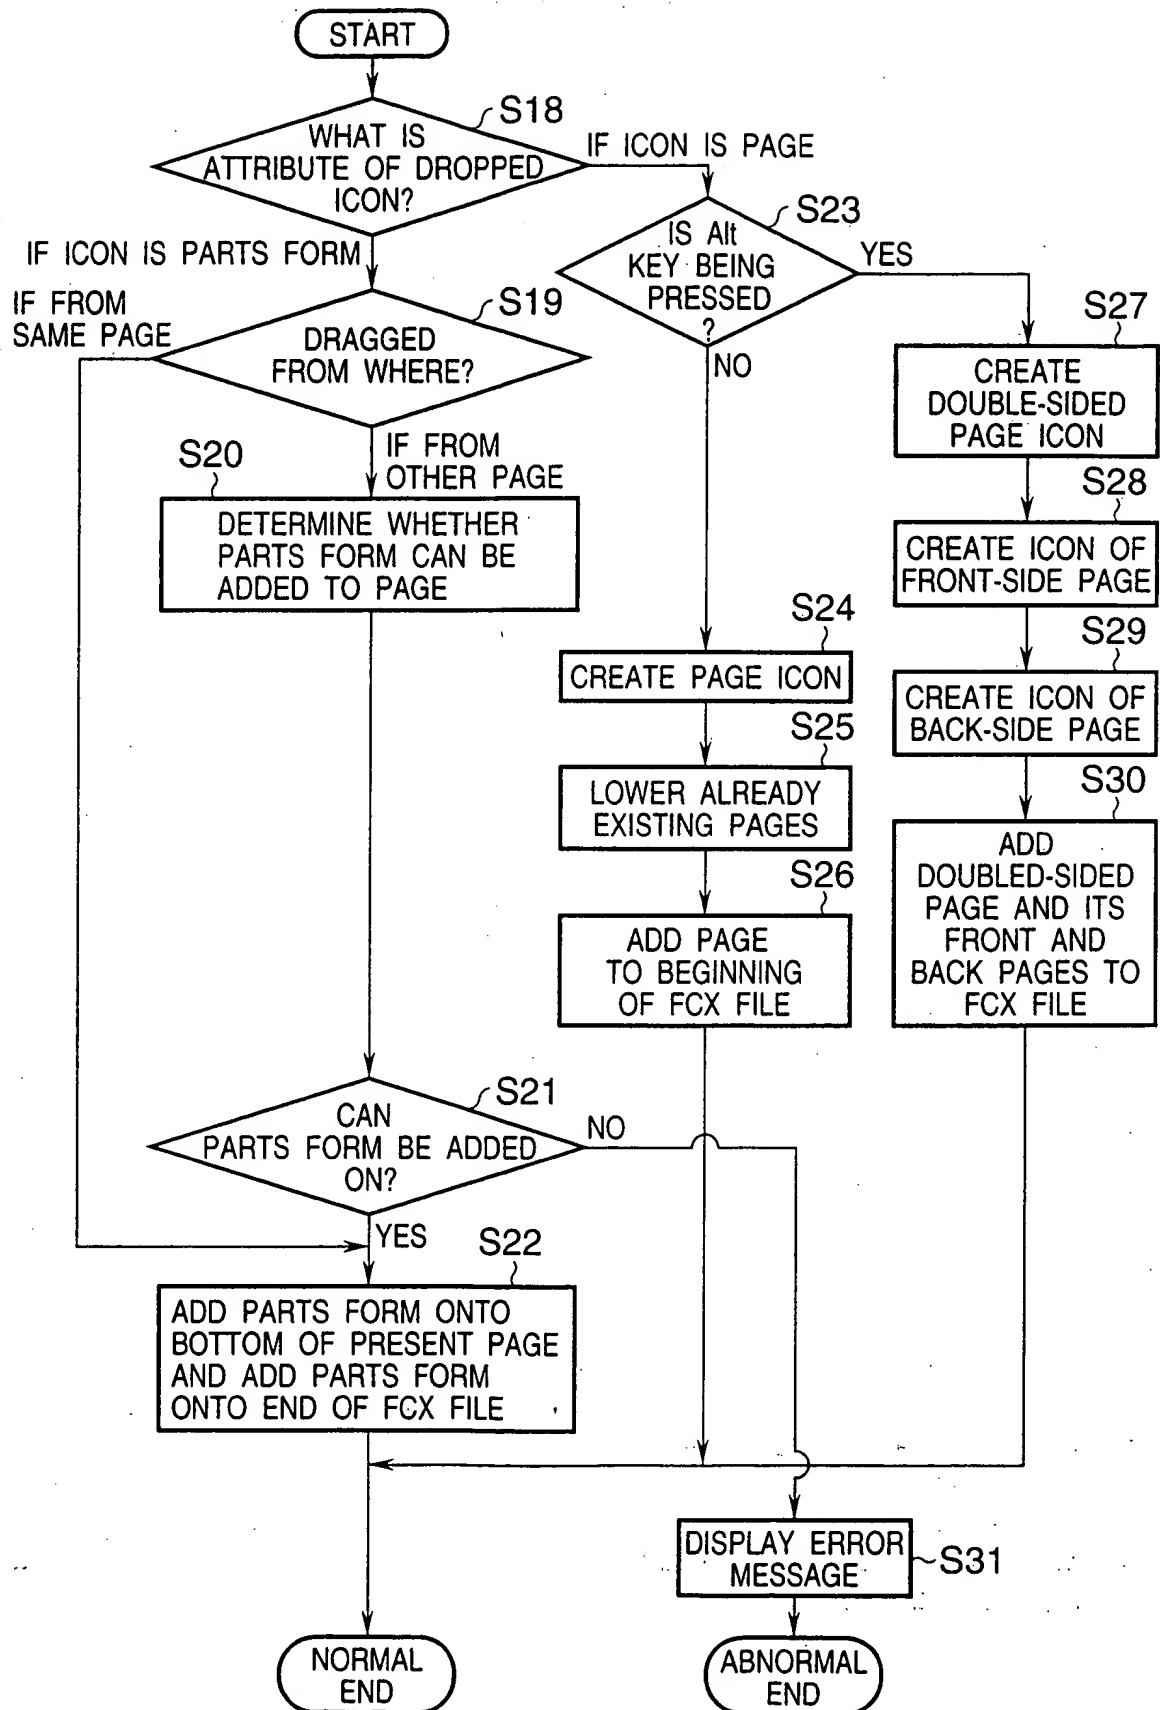 START
S18
WHAT IS
ATTRIBUTE OF DROPPED
ICON?
IF ICON IS PAGE
S23
IS Alt
KEY BEING
PRESSED
?
YES
NO
IF ICON IS PARTS FORM
IF FROM
SAME PAGE
S19
DRAGGED
FROM WHERE?
IF FROM
OTHER PAGE
S20
DETERMINE WHETHER
PARTS FORM CAN BE
ADDED TO PAGE
S27
CREATE
DOUBLE-SIDED
PAGE ICON
S28
CREATE ICON OF
FRONT-SIDE PAGE
S24
CREATE PAGE ICON
S29
CREATE ICON OF
BACK-SIDE PAGE
S25
LOWER ALREADY
EXISTING PAGES
S30
ADD
DOUBLED-SIDED
PAGE AND ITS
FRONT AND
BACK PAGES TO
FCX FILE
S26
ADD PAGE
TO BEGINNING
OF FCX FILE
S21
CAN
PARTS FORM BE ADDED
ON?
NO
YES
S22
ADD PARTS FORM ONTO
BOTTOM OF PRESENT PAGE
AND ADD PARTS FORM
ONTO END OF FCX FILE
DISPLAY ERROR
MESSAGE
S31
NORMAL
END
ABNORMAL
END